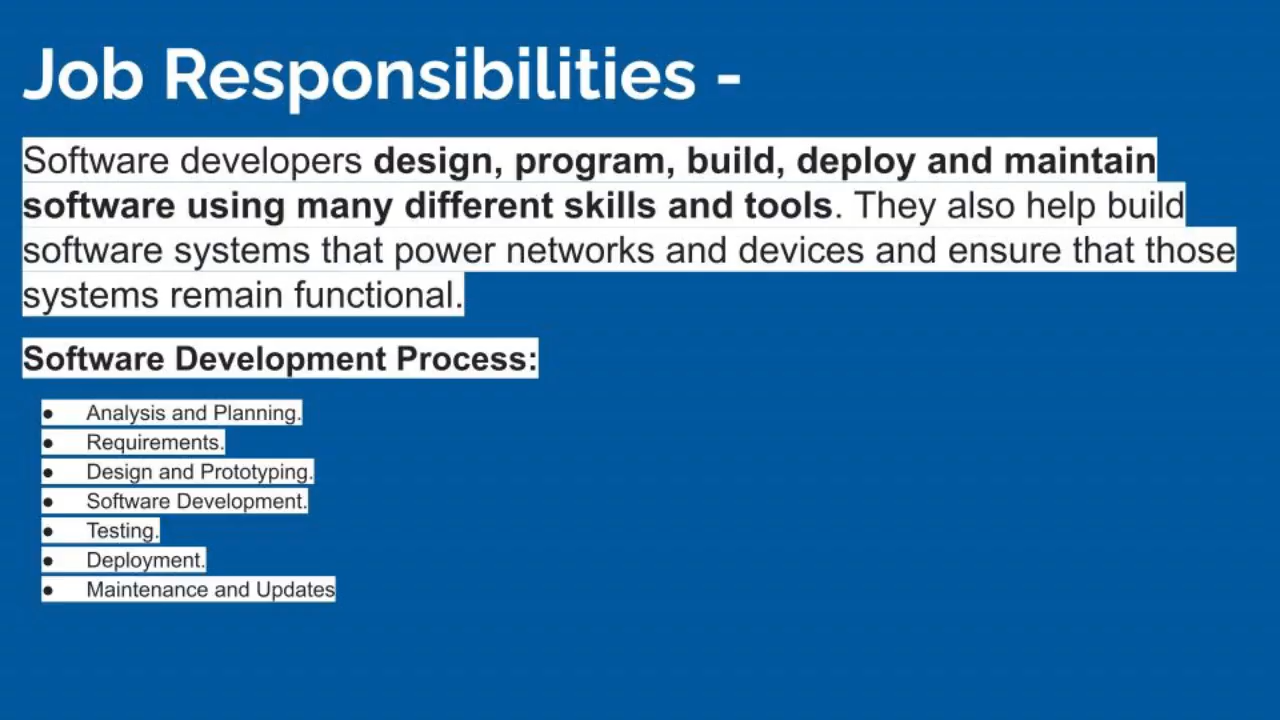 Job Responsibilities -
Software developers design, program, build, deploy and maintain
software using many different skills and tools. They also help build
software systems that power networks and devices and ensure that those
systems remain functional.
Software Development Process:
● Analysis and Planning.
● Requirements.
● Design and Prototyping.
● Software Development.
● Testing.
● Deployment.
● Maintenance and Updates